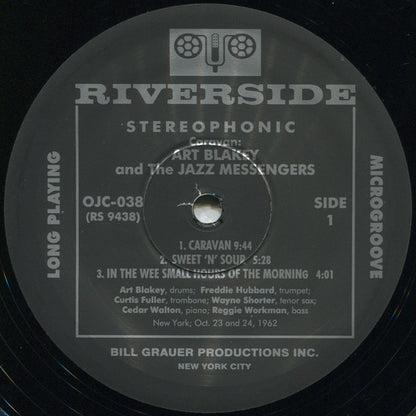 RIVERSIDE
STEREOPHONIC
Caravan:
ART BLAKEY
and The JAZZ MESSENGERS
LONG PLAYING
MICROGROOVE
OJC-038
(RS 9438)
SIDE
1
1. CARAVAN 9:44
2. SWEET 'N' SOUR 5:28
3. IN THE WEE SMALL HOURS OF THE MORNING 4:01
Art Blakey, drums; Freddie Hubbard, trumpet;
Curtis Fuller, trombone; Wayne Shorter, tenor sax;
Cedar Walton, piano; Reggie Workman, bass
New York; Oct. 23 and 24, 1962
BILL GRAUER PRODUCTIONS INC.
NEW YORK CITY